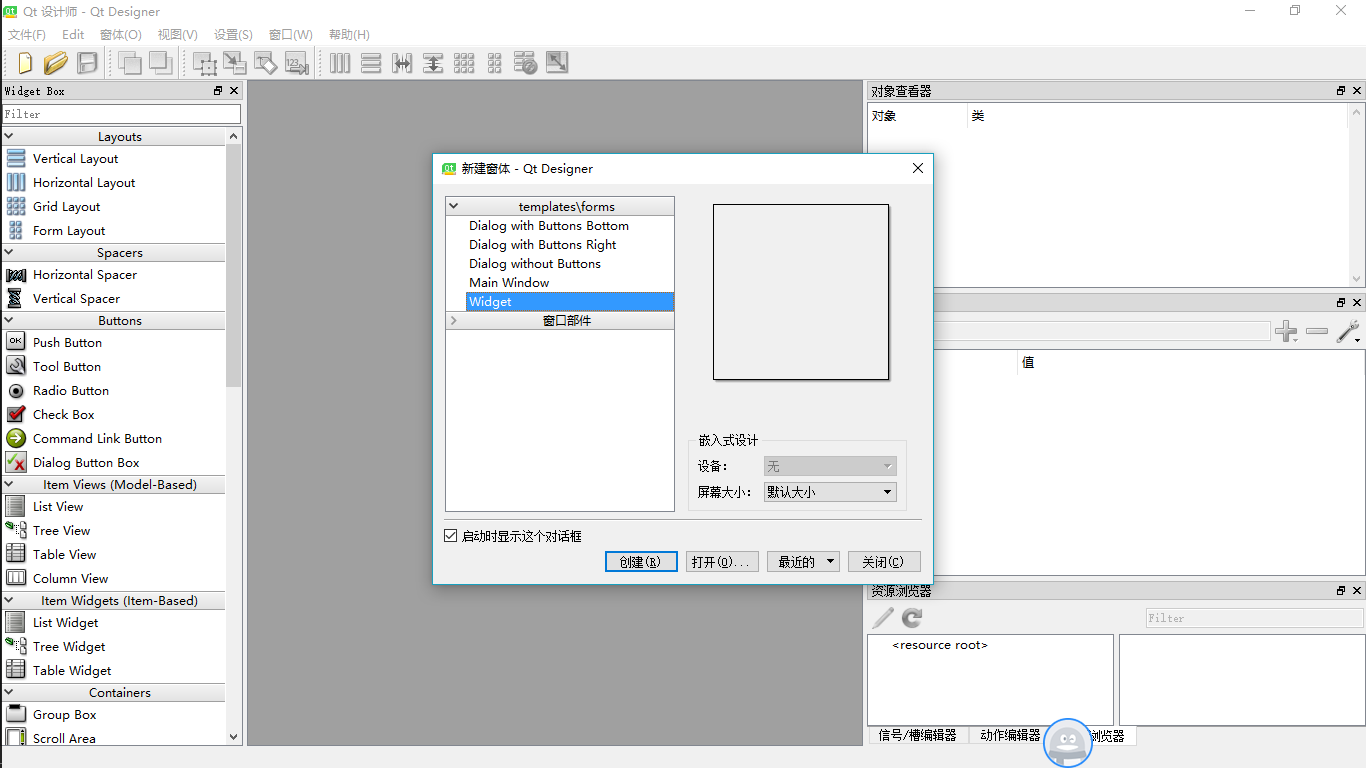 Qt 设计师 - Qt Designer
文件(F) Edit 窗体(O) 视图(V) 设置(S) 窗口(W) 帮助(H)
Widget Box
Filter
Layouts
Vertical Layout
Horizontal Layout
Grid Layout
Form Layout
Spacers
Horizontal Spacer
Vertical Spacer
Buttons
OK
Push Button
Tool Button
Radio Button
Check Box
Command Link Button
Dialog Button Box
Item Views (Model-Based)
List View
Tree View
Table View
Column View
Item Widgets (Item-Based)
List Widget
Tree Widget
Table Widget
Containers
Group Box
Scroll Area
新建窗体 - Qt Designer
templates\forms
Dialog with Buttons Bottom
Dialog with Buttons Right
Dialog without Buttons
Main Window
Widget
窗口部件
嵌入式设计
设备: 无
屏幕大小: 默认大小
启动时显示这个对话框
创建(R) 打开(O)... 最近的 关闭(C)
对象查看器
对象 类
值
资源浏览器
Filter
<resource root>
信号/槽编辑器 动作编辑器 浏览器